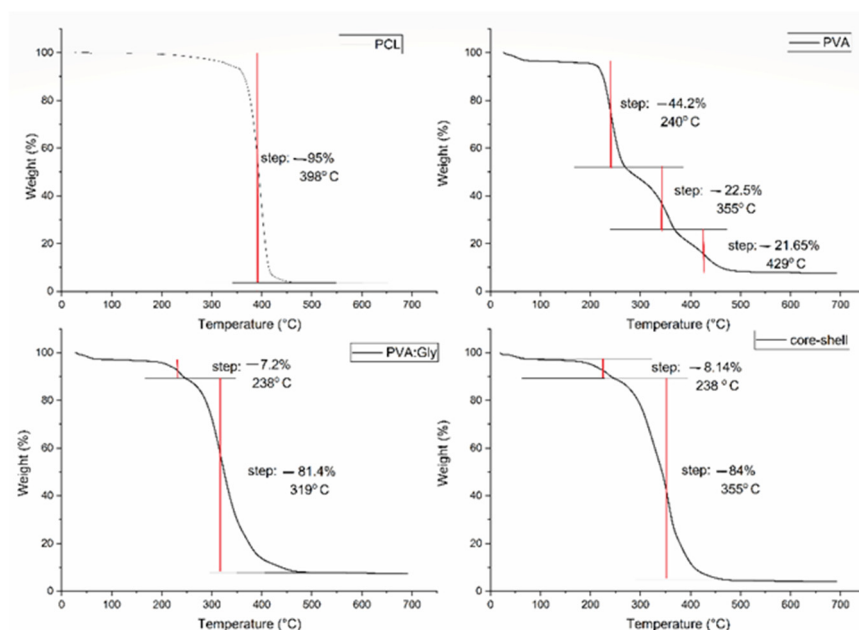 PCL
100
80
60
40
20
0
Weight (%)
step: −95%
398°C
0 100 200 300 400 500 600 700
Temperature (°C)
PVA
100
80
60
40
20
0
Weight (%)
step: −44.2%
240°C
step: −22.5%
355°C
step: −21.65%
429°C
0 100 200 300 400 500 600 700
Temperature (°C)
PVA:Gly
100
80
60
40
20
0
Weight (%)
step: −7.2%
238°C
step: −81.4%
319°C
0 100 200 300 400 500 600 700
Temperature (°C)
core-shell
100
80
60
40
20
0
Weight (%)
step: −8.14%
238°C
step: −84%
355°C
0 100 200 300 400 500 600 700
Temperature (°C)